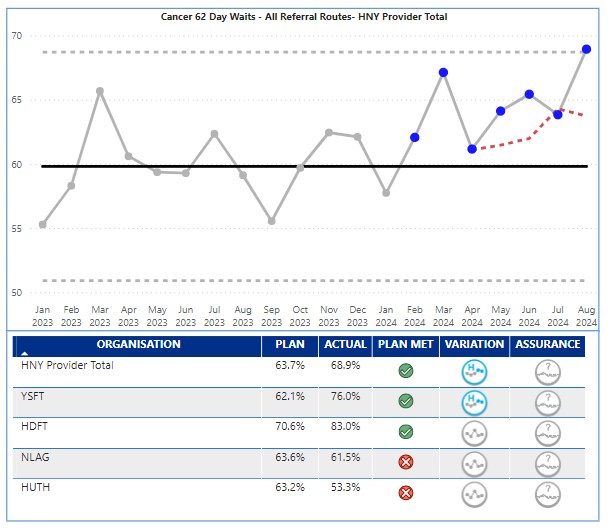 Cancer 62 Day Waits - All Referral Routes- HNY Provider Total
70
65
60
55
50
Jan Feb Mar Apr May Jun Jul Aug Sep Oct Nov Dec Jan Feb Mar Apr May Jun Jul Aug
2023 2023 2023 2023 2023 2023 2023 2023 2023 2023 2023 2023 2024 2024 2024 2024 2024 2024 2024 2024
ORGANISATION PLAN ACTUAL PLAN MET VARIATION ASSURANCE
HNY Provider Total 63.7% 68.9% H ?
YSFT 62.1% 76.0% H ?
HDFT 70.6% 83.0% ?
NLAG 63.6% 61.5% ?
HUTH 63.2% 53.3% ?